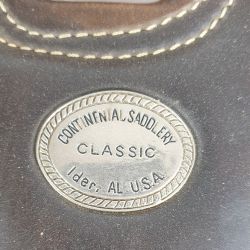 CONTINENTAL SADDLERY
CLASSIC
Ider, AL U.S.A.